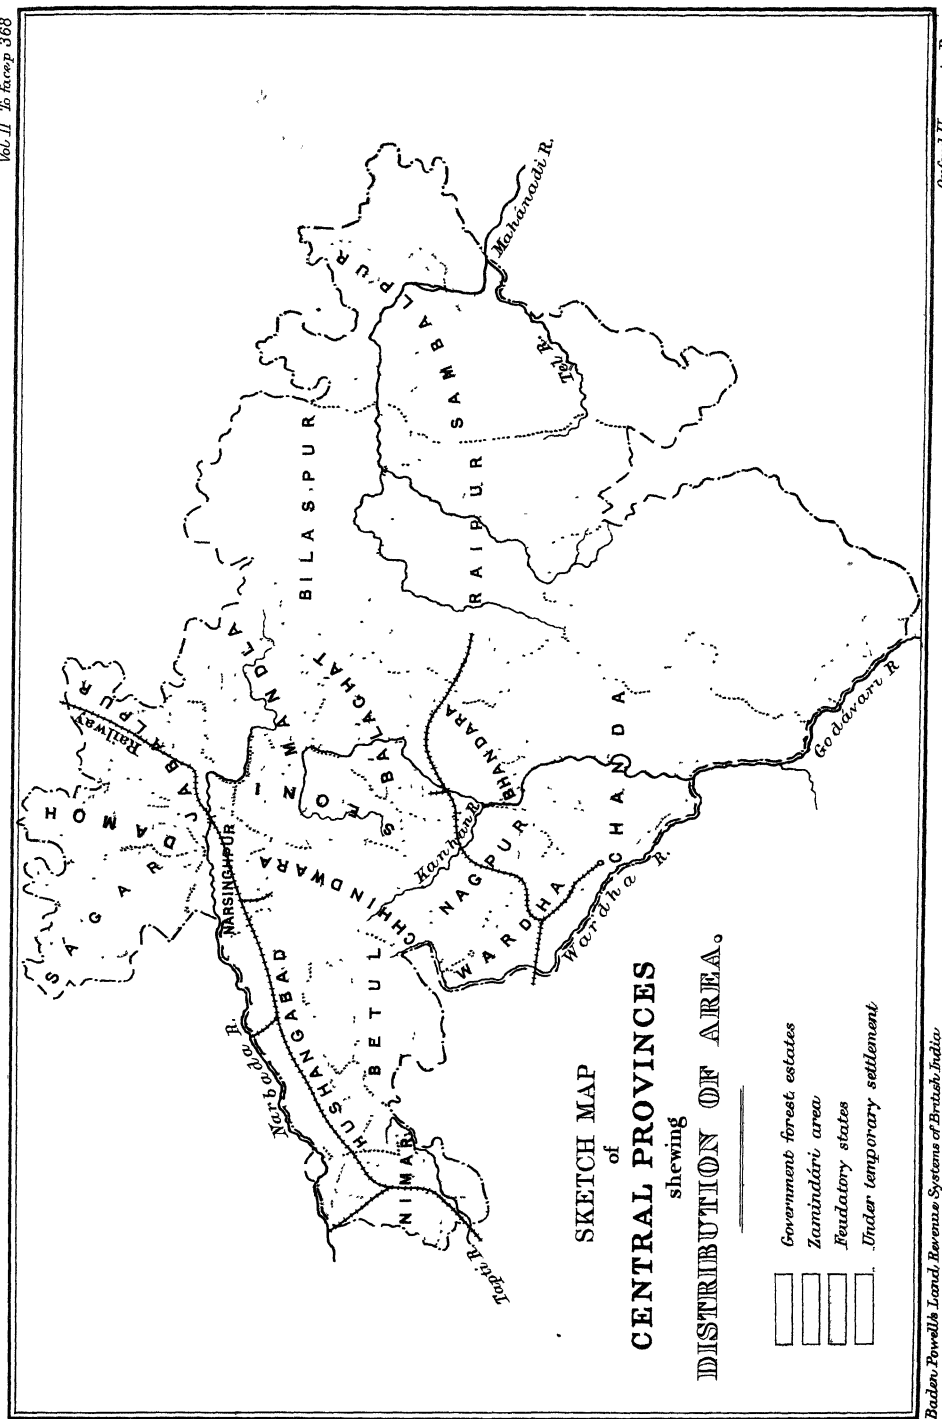 Vol II To face p 368
SKETCH MAP
of
CENTRAL PROVINCES
shewing
DISTRIBUTION OF AREA.
Government forest estates
Zamindári area
Feudatory states
Under temporary settlement
SAGAR
DAMOH
JABALPUR
Railway
NARSINGHPUR
Narbada R.
HUSHANGABAD
NIMAR
Tapti R.
BETUL
CHHINDWARA
SEONI
MANDLA
BALAGHAT
BILASPUR
RAIPUR
SAMBALPUR
Mahánadi R.
Tel R.
BHANDARA
Kanhan R
NAGPUR
WARDHA
Wardha R.
CHANDA
Godávari R
Baden Powell's Land Revenue Systems of British India